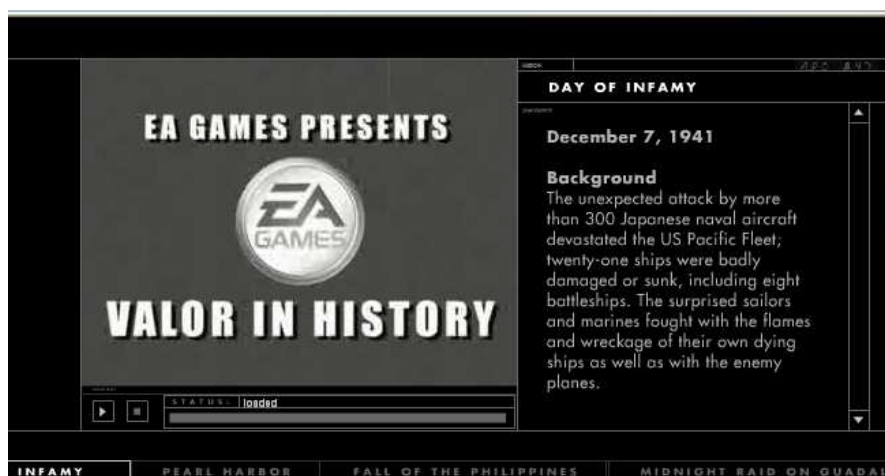 EA GAMES PRESENTS
EA
GAMES
VALOR IN HISTORY
STATUS: loaded
DAY OF INFAMY
December 7, 1941
Background
The unexpected attack by more
than 300 Japanese naval aircraft
devastated the US Pacific Fleet;
twenty-one ships were badly
damaged or sunk, including eight
battleships. The surprised sailors
and marines fought with the flames
and wreckage of their own dying
ships as well as with the enemy
planes.
INFAMY
PEARL HARBOR
FALL OF THE PHILIPPINES
MIDNIGHT RAID ON GUADAL